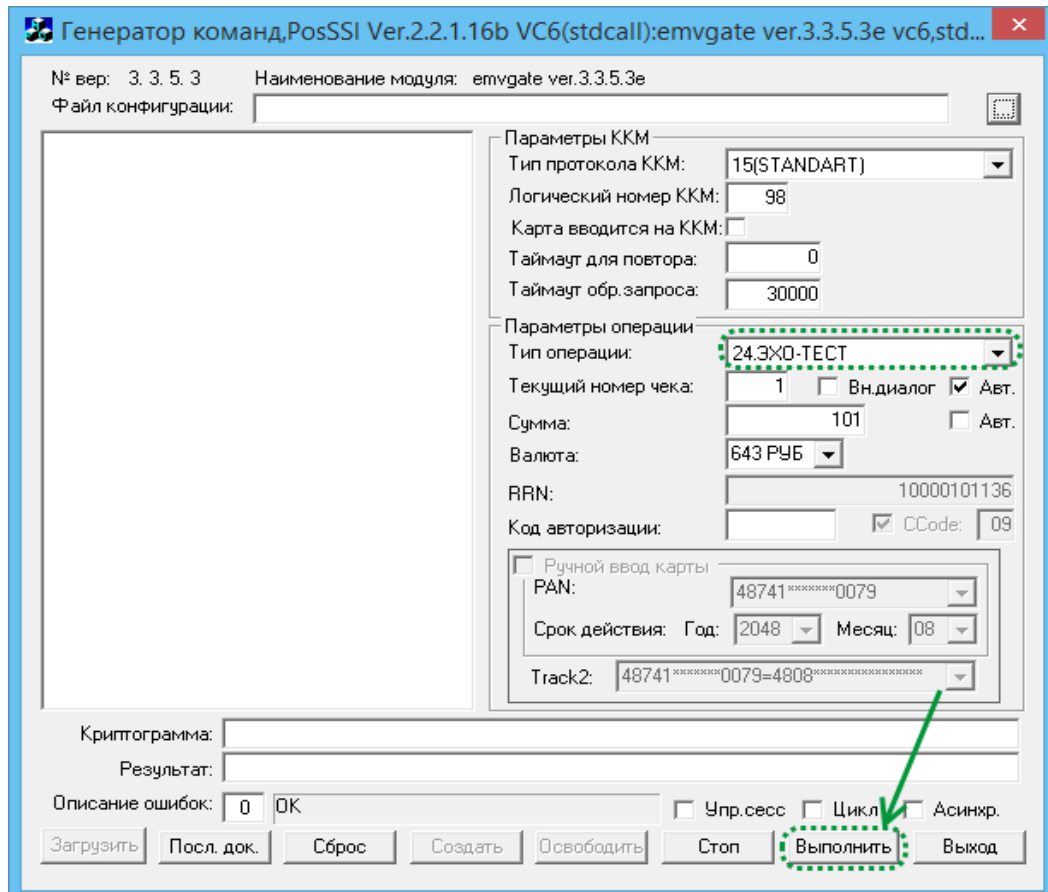 Генератор команд,PosSSI Ver.2.2.1.16b VC6(stdcall):emvgate ver.3.3.5.3e vc6,std...
№ вер: 3. 3. 5. 3 Наименование модуля: emvgate ver.3.3.5.3e
Файл конфигурации:
Параметры ККМ
Тип протокола ККМ: 15(STANDART)
Логический номер ККМ: 98
Карта вводится на ККМ:
Таймаут для повтора: 0
Таймаут обр.запроса: 30000
Параметры операции
Тип операции: 24.ЭХО-ТЕСТ
Текущий номер чека: 1 Вн.диалог Авт.
Сумма: 101 Авт.
Валюта: 643 РУБ
RRN: 10000101136
Код авторизации: CCode: 09
Ручной ввод карты
PAN: 48741*******0079
Срок действия: Год: 2048 Месяц: 08
Track2: 48741*******0079=4808****************
Криптограмма:
Результат:
Описание ошибок: 0 OK Упр.сесс Цикл Асинхр.
Загрузить Посл. док. Сброс Создать Освободить Стоп Выполнить Выход